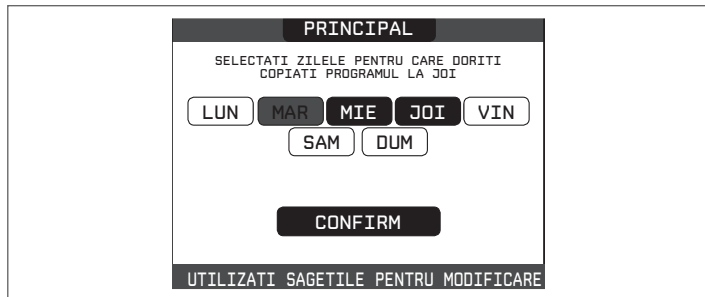 PRINCIPAL
SELECTATI ZILELE PENTRU CARE DORITI
COPIATI PROGRAMUL LA JOI
LUN MAR MIE JOI VIN
SAM DUM
CONFIRM
UTILIZATI SAGETILE PENTRU MODIFICARE